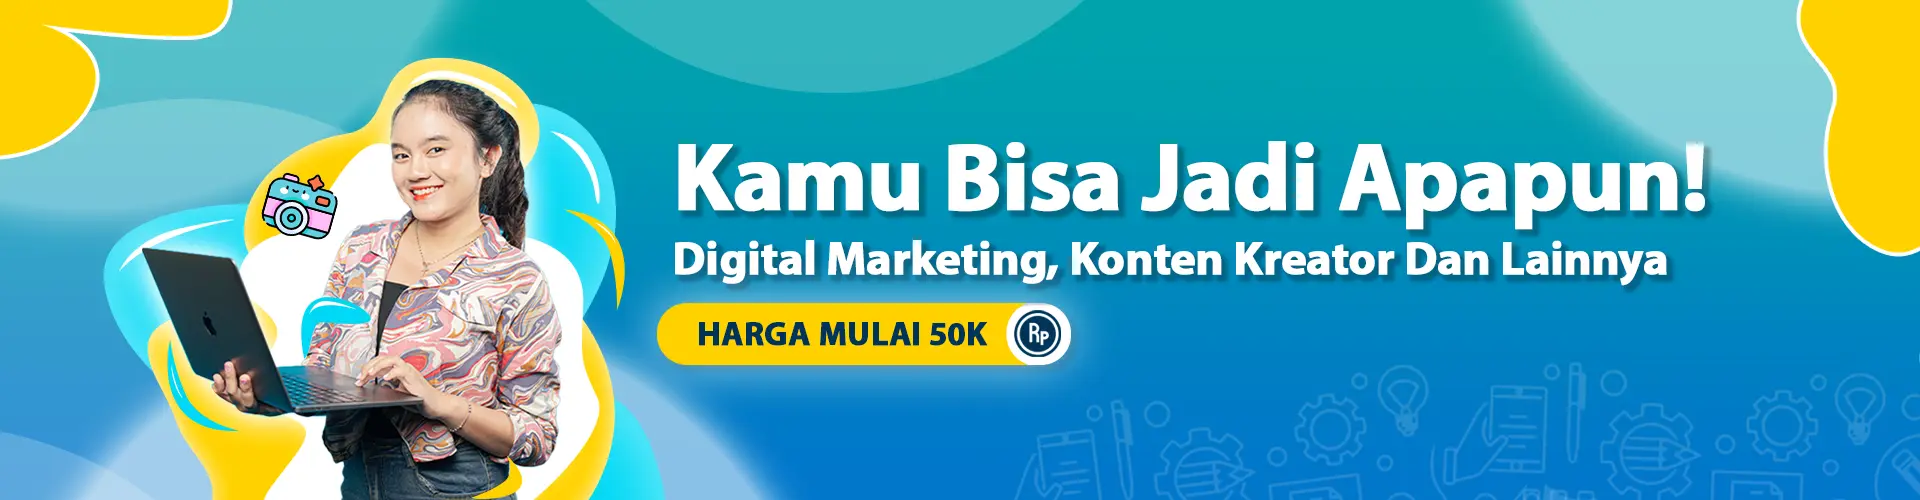 Kamu Bisa Jadi Apapun!
Digital Marketing, Konten Kreator Dan Lainnya
HARGA MULAI 50K Rp